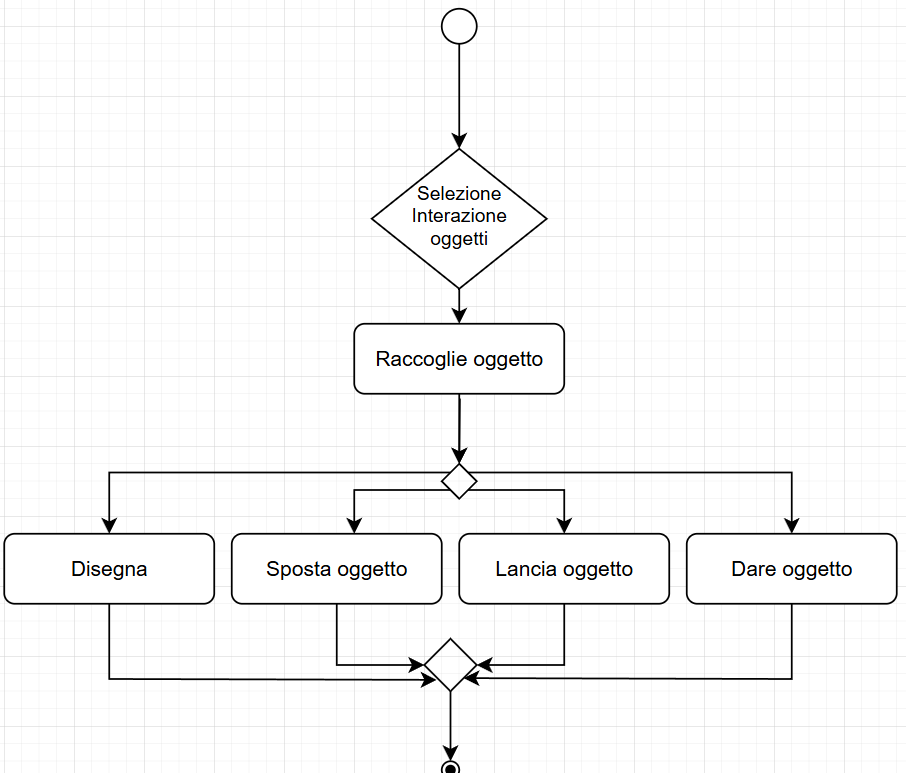 Selezione
Interazione
oggetti
Raccoglie oggetto
Disegna
Sposta oggetto
Lancia oggetto
Dare oggetto